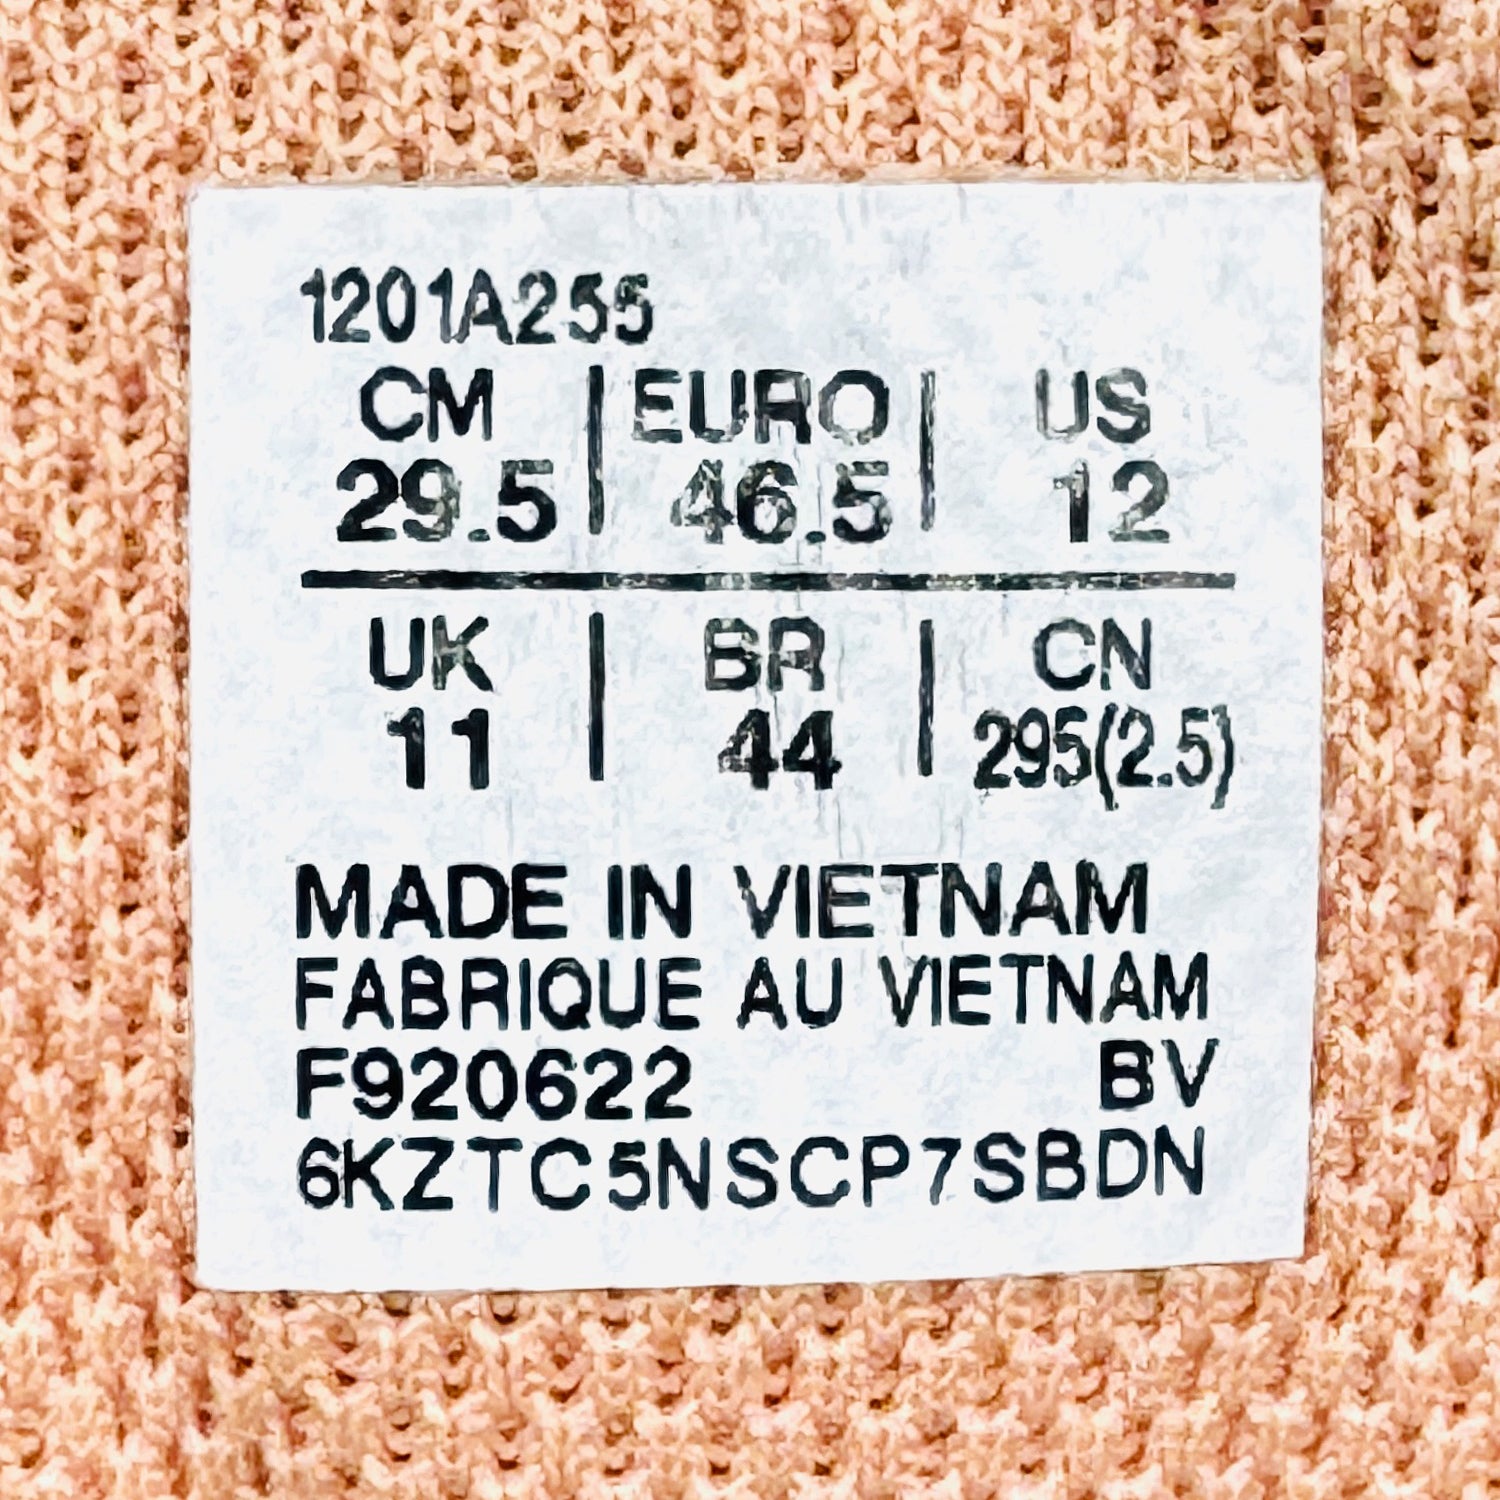 1201A255
CM | EURO | US
29.5 | 46.5 | 12
UK | BR | CN
11 | 44 | 295(2.5)
MADE IN VIETNAM
FABRIQUE AU VIETNAM
F920622 BV
6KZTC5NSCP7SBDN